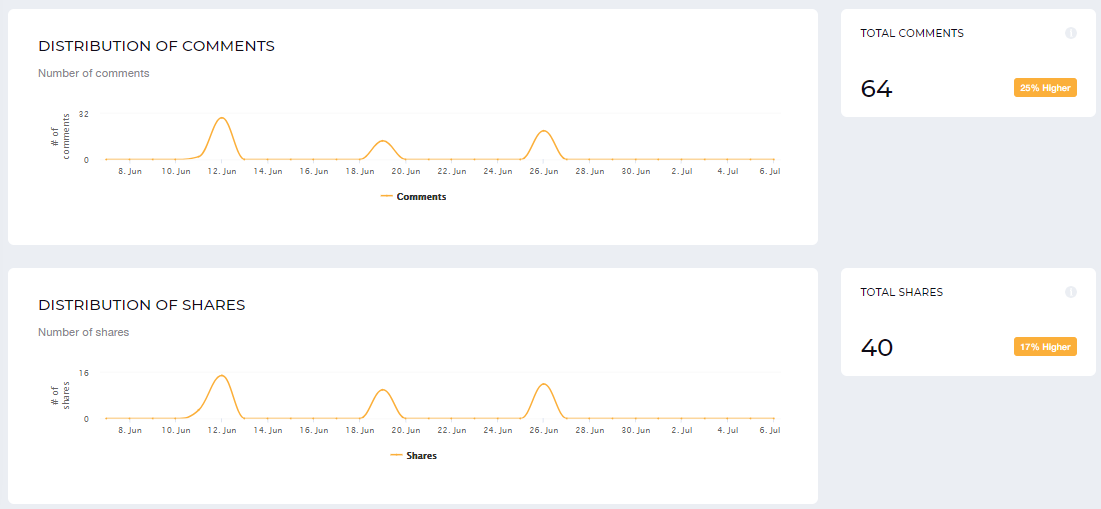 DISTRIBUTION OF COMMENTS
Number of comments
# of
comments
32
0
8. Jun 10. Jun 12. Jun 14. Jun 16. Jun 18. Jun 20. Jun 22. Jun 24. Jun 26. Jun 28. Jun 30. Jun 2. Jul 4. Jul 6. Jul
Comments
TOTAL COMMENTS
64
25% Higher
DISTRIBUTION OF SHARES
Number of shares
# of
shares
16
0
8. Jun 10. Jun 12. Jun 14. Jun 16. Jun 18. Jun 20. Jun 22. Jun 24. Jun 26. Jun 28. Jun 30. Jun 2. Jul 4. Jul 6. Jul
Shares
TOTAL SHARES
40
17% Higher